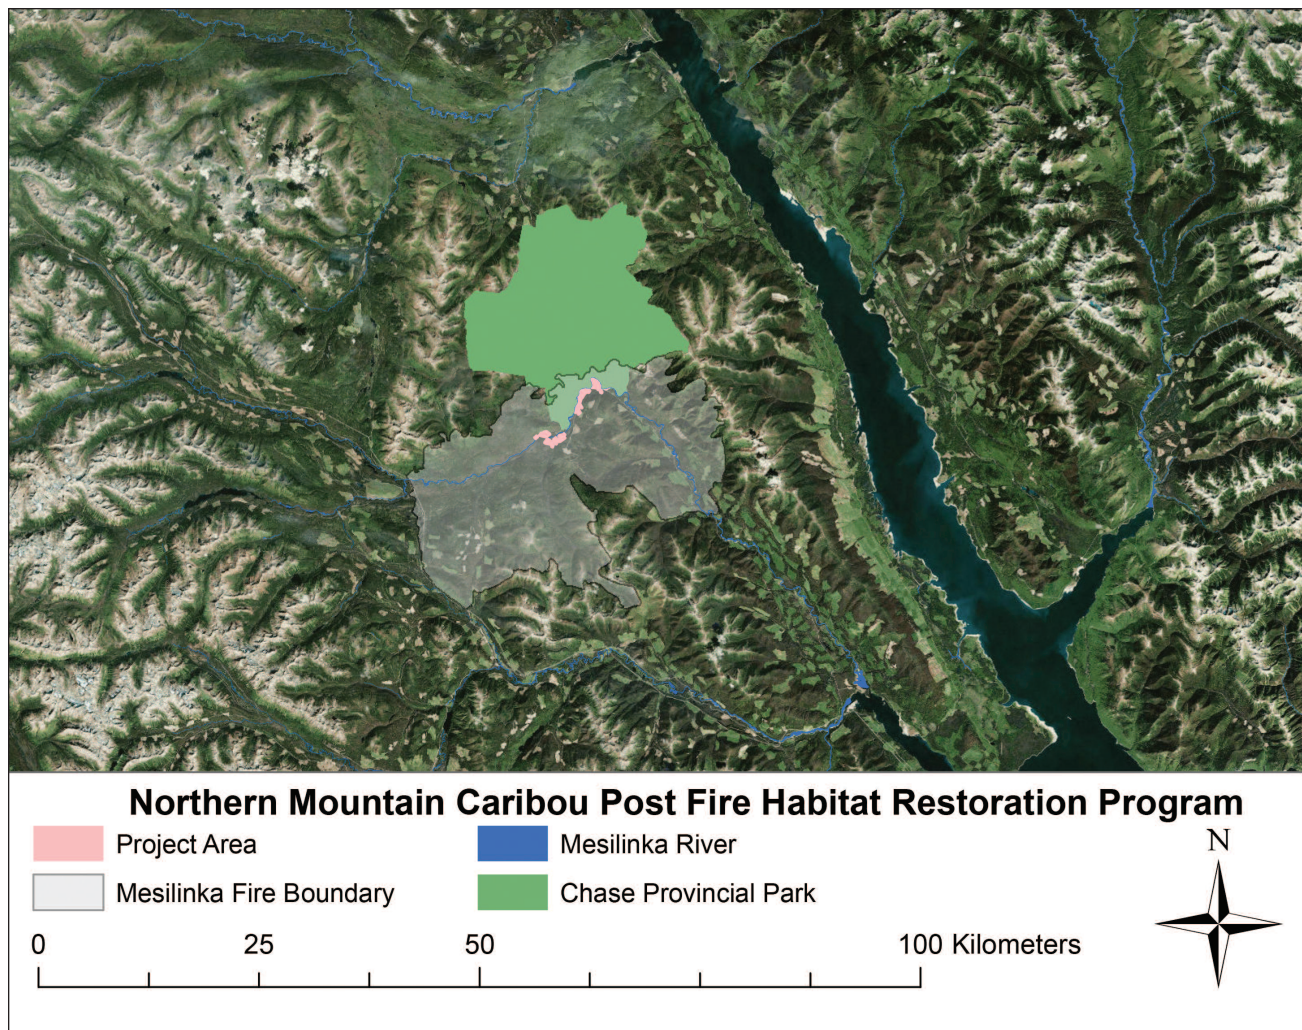 Northern Mountain Caribou Post Fire Habitat Restoration Program
Project Area
Mesilinka River
N
Mesilinka Fire Boundary
Chase Provincial Park
0 25 50 100 Kilometers